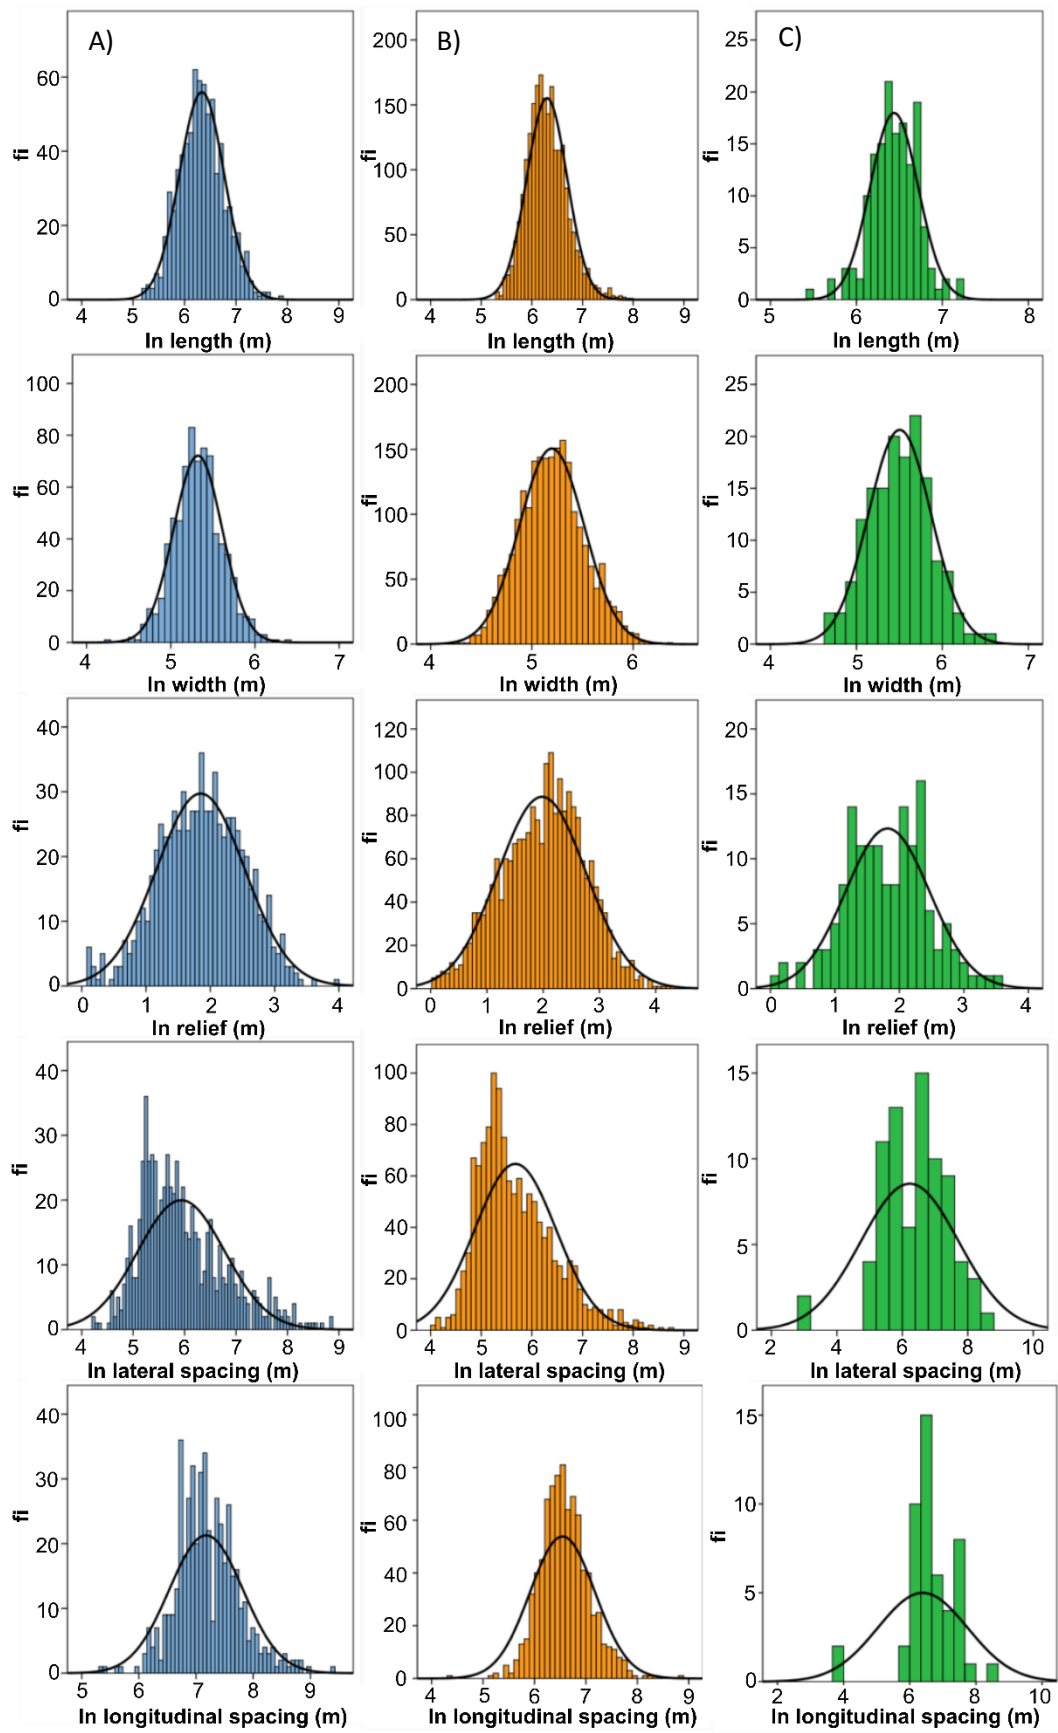 A) B) C)
60 200 25
150 20
40 15
100
20 10
50 5
0 0 0
fi fi fi
4 5 6 7 8 9 4 5 6 7 8 9 5 6 7 8
ln length (m) ln length (m) ln length (m)
100 200 25
80 150 20
60 15
100
40 10
20 50 5
0 0 0
fi fi fi
4 5 6 7 4 5 6 4 5 6 7
ln width (m) ln width (m) ln width (m)
40 120 20
30 100 15
80
20 60 10
40
10 20 5
0 0 0
fi fi fi
0 1 2 3 4 0 1 2 3 4 0 1 2 3 4
ln relief (m) ln relief (m) ln relief (m)
40 100 15
30 80
60 10
20 40
10 20 5
0 0 0
fi fi fi
4 5 6 7 8 9 4 5 6 7 8 9 2 4 6 8 10
ln lateral spacing (m) ln lateral spacing (m) ln lateral spacing (m)
40 100 15
30 80
60 10
20 40
10 20 5
0 0 0
fi fi fi
5 6 7 8 9 4 5 6 7 8 9 2 4 6 8 10
ln longitudinal spacing (m) ln longitudinal spacing (m) ln longitudinal spacing (m)